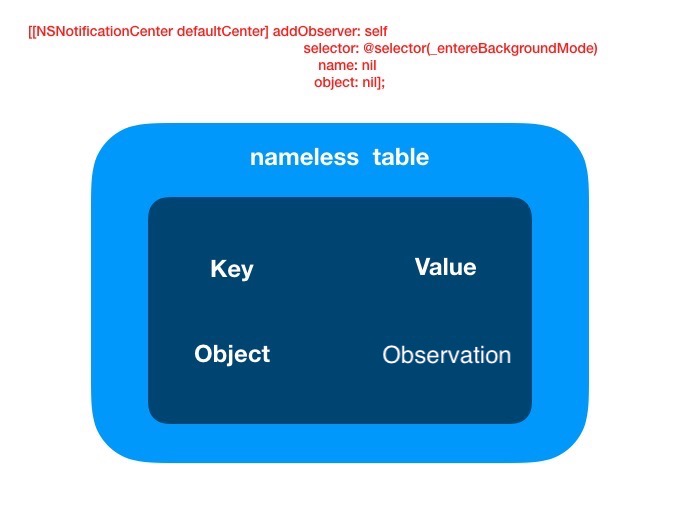 [[NSNotificationCenter defaultCenter] addObserver: self
selector: @selector(_entereBackgroundMode)
name: nil
object: nil];
nameless table
Key Value
Object Observation